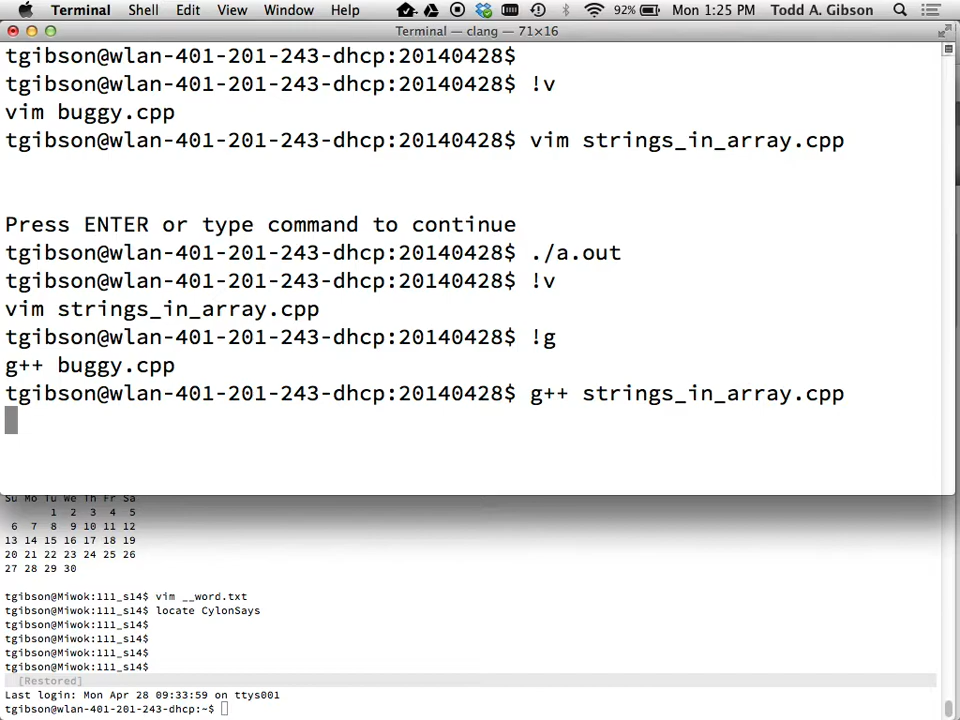 Terminal Shell Edit View Window Help 92% Mon 1:25 PM Todd A. Gibson
Terminal — clang — 71×16
tgibson@wlan-401-201-243-dhcp:20140428$
tgibson@wlan-401-201-243-dhcp:20140428$ !v
vim buggy.cpp
tgibson@wlan-401-201-243-dhcp:20140428$ vim strings_in_array.cpp
Press ENTER or type command to continue
tgibson@wlan-401-201-243-dhcp:20140428$ ./a.out
tgibson@wlan-401-201-243-dhcp:20140428$ !v
vim strings_in_array.cpp
tgibson@wlan-401-201-243-dhcp:20140428$ !g
g++ buggy.cpp
tgibson@wlan-401-201-243-dhcp:20140428$ g++ strings_in_array.cpp
Su Mo Tu We Th Fr Sa
1 2 3 4 5
6 7 8 9 10 11 12
13 14 15 16 17 18 19
20 21 22 23 24 25 26
27 28 29 30
tgibson@Miwok:111_s14$ vim __word.txt
tgibson@Miwok:111_s14$ locate CylonSays
tgibson@Miwok:111_s14$
tgibson@Miwok:111_s14$
tgibson@Miwok:111_s14$
tgibson@Miwok:111_s14$
[Restored]
Last login: Mon Apr 28 09:33:59 on ttys001
tgibson@wlan-401-201-243-dhcp:~$